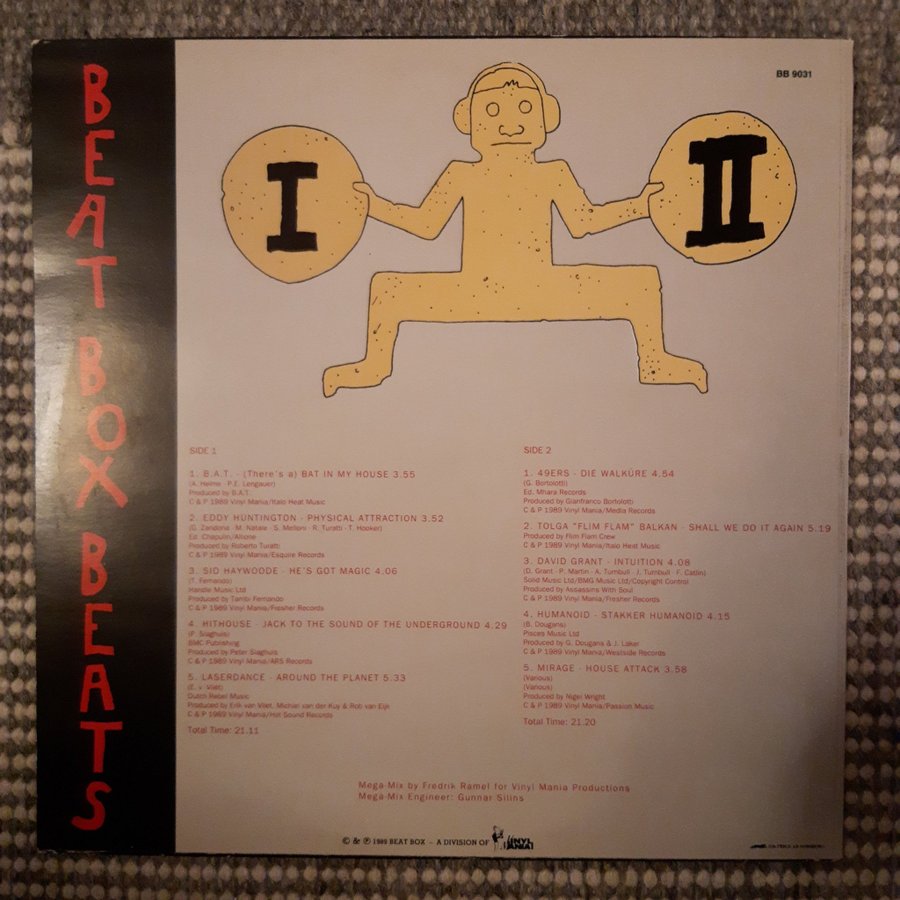 BB 9031
BEAT BOX BEATS
I
II
SIDE 1
1. B.A.T. - (There's a) BAT IN MY HOUSE 3.55
(A. Helme - P.E. Lengauer)
Produced by B.A.T.
C & P 1989 Vinyl Mania/Italo Heat Music
2. EDDY HUNTINGTON - PHYSICAL ATTRACTION 3.52
(G. Zandona - M. Natale - S. Melloni - R. Turatti - T. Hooker)
Ed. Chapulin/Allione
Produced by Roberto Turatti
C & P 1989 Vinyl Mania/Esquire Records
3. SID HAYWOODE - HE'S GOT MAGIC 4.06
(T. Fernando)
Handle Music Ltd
Produced by Tambi Fernando
C & P 1989 Vinyl Mania/Fresher Records
4. HITHOUSE - JACK TO THE SOUND OF THE UNDERGROUND 4.29
(P. Slaghuis)
BMC Publishing
Produced by Peter Slaghuis
C & P 1989 Vinyl Mania/ARS Records
5. LASERDANCE - AROUND THE PLANET 5.33
(E. v. Vliet)
Dutch Rebel Music
Produced by Erik van Vliet, Michiel van der Kuy & Rob van Eijk
C & P 1989 Vinyl Mania/Hot Sound Records
Total Time: 21.11
SIDE 2
1. 49ERS - DIE WALKÜRE 4.54
(G. Bortolotti)
Ed. Mhara Records
Produced by Gianfranco Bortolotti
C & P 1989 Vinyl Mania/Media Records
2. TOLGA "FLIM FLAM" BALKAN - SHALL WE DO IT AGAIN 5.19
Produced by Flim Flam Crew
C & P 1989 Vinyl Mania/Italo Heat Music
3. DAVID GRANT - INTUITION 4.08
(D. Grant - P. Martin - A. Turnbull - J. Turnbull - F. Catlin)
Solid Music Ltd/BMG Music Ltd/Copyright Control
Produced by Assassins With Soul
C & P 1989 Vinyl Mania/Fresher Records
4. HUMANOID - STAKKER HUMANOID 4.15
(B. Dougans)
Pisces Music Ltd
Produced by G. Dougans & J. Laker
C & P 1989 Vinyl Mania/Westside Records
5. MIRAGE - HOUSE ATTACK 3.58
(Various)
(Various)
Produced by Nigel Wright
C & P 1989 Vinyl Mania/Passion Music
Total Time: 21.20
Mega-Mix by Fredrik Ramel for Vinyl Mania Productions
Mega-Mix Engineer: Gunnar Silins
© & ℗ 1989 BEAT BOX - A DIVISION OF VINYL MANIA!